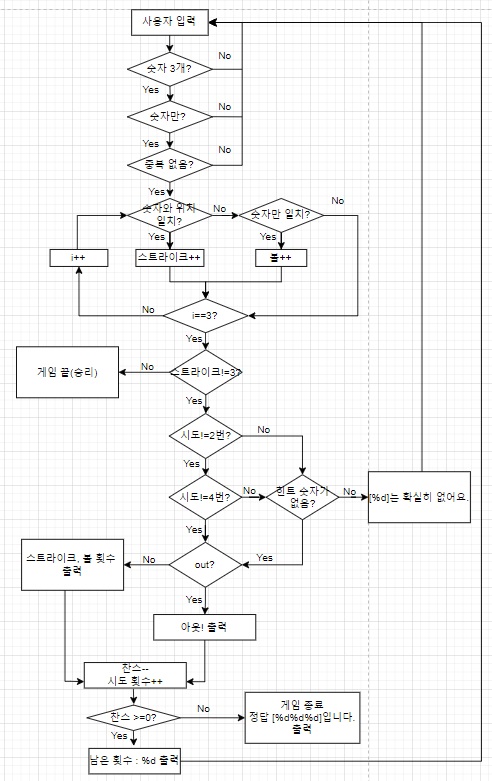 사용자 입력
No
숫자 3개?
Yes
No
숫자만?
Yes
No
중복 없음?
Yes
숫자와 위치
일치?
No
숫자만 일치?
No
Yes
Yes
i++
스트라이크++
볼++
i==3?
No
Yes
게임 끝(승리)
No
스트라이크!=3?
Yes
시도!=2번?
No
Yes
시도!=4번?
No
힌트 숫자가
없음?
No
[%d]는 확실히 없어요.
Yes
스트라이크, 볼 횟수
출력
No
out?
Yes
Yes
아웃! 출력
찬스--
시도 횟수++
찬스 >=0?
No
게임 종료
정답 [%d%d%d]입니다.
출력
Yes
남은 횟수 : %d 출력